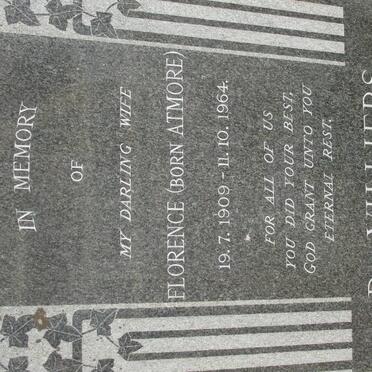 IN MEMORY
OF
MY DARLING WIFE
FLORENCE (BORN ATMORE)
19.7.1909 - 11.10.1964.
FOR ALL OF US
YOU DID YOUR BEST,
GOD GRANT UNTO YOU
ETERNAL REST.
VILLIERS